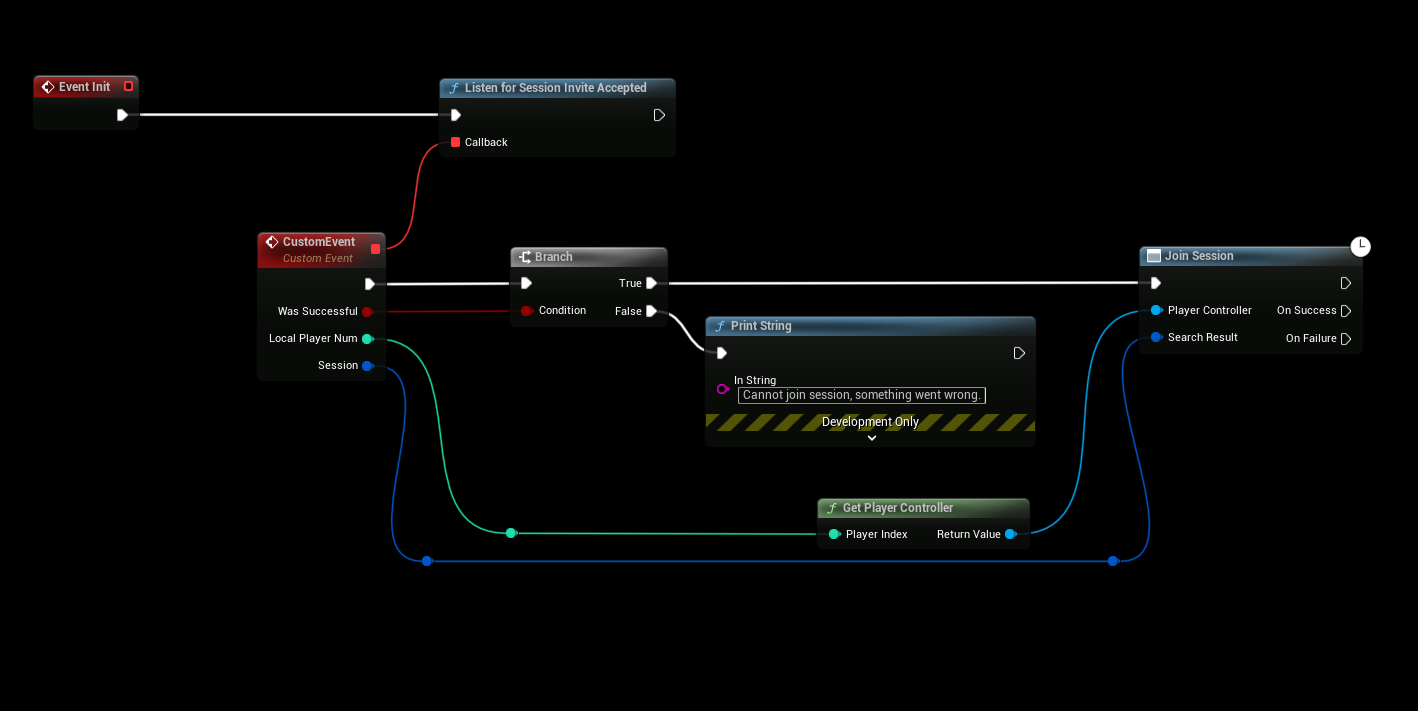 Event Init
Listen for Session Invite Accepted
Callback
CustomEvent
Custom Event
Was Successful
Local Player Num
Session
Branch
True
Condition
False
Print String
In String
Cannot join session, something went wrong.
Development Only
Join Session
Player Controller
On Success
Search Result
On Failure
Get Player Controller
Player Index
Return Value